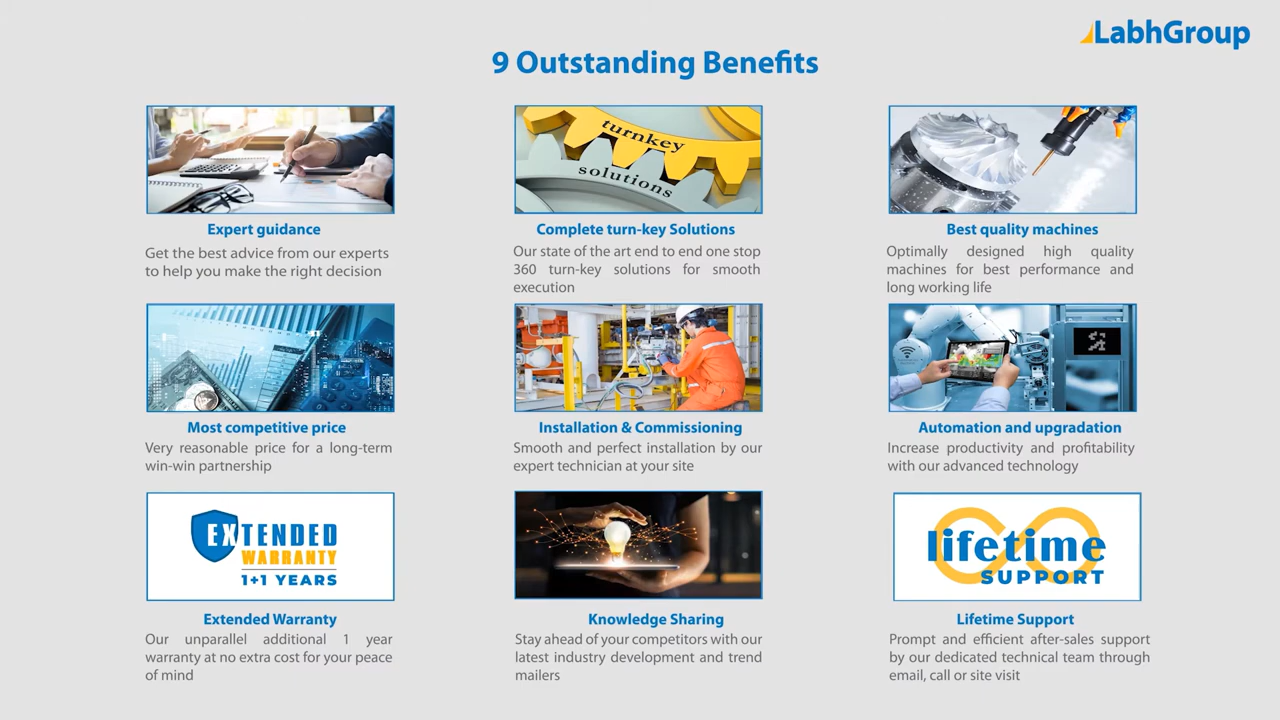 LabhGroup
9 Outstanding Benefits
turnkey
solutions
Expert guidance
Get the best advice from our experts
to help you make the right decision
Complete turn-key Solutions
Our state of the art end to end one stop
360 turn-key solutions for smooth
execution
Best quality machines
Optimally designed high quality
machines for best performance and
long working life
Most competitive price
Very reasonable price for a long-term
win-win partnership
Installation & Commissioning
Smooth and perfect installation by our
expert technician at your site
Automation and upgradation
Increase productivity and profitability
with our advanced technology
EXTENDED
WARRANTY
1+1 YEARS
Extended Warranty
Our unparallel additional 1 year
warranty at no extra cost for your peace
of mind
Knowledge Sharing
Stay ahead of your competitors with our
latest industry development and trend
mailers
lifetime
SUPPORT
Lifetime Support
Prompt and efficient after-sales support
by our dedicated technical team through
email, call or site visit